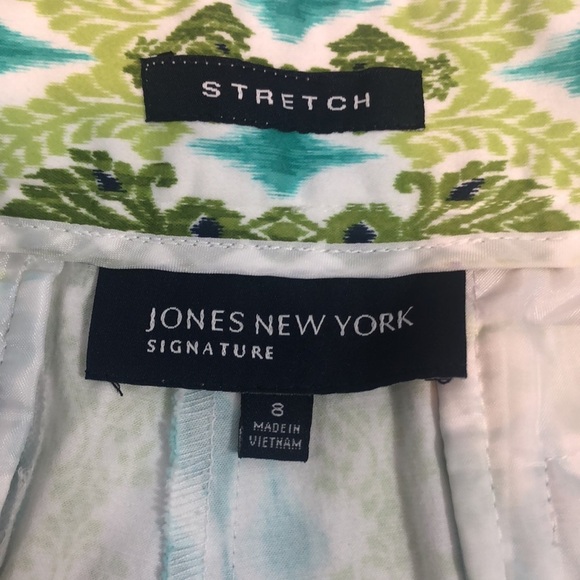 STRETCH
JONES NEW YORK
SIGNATURE
8
MADE IN
VIETNAM